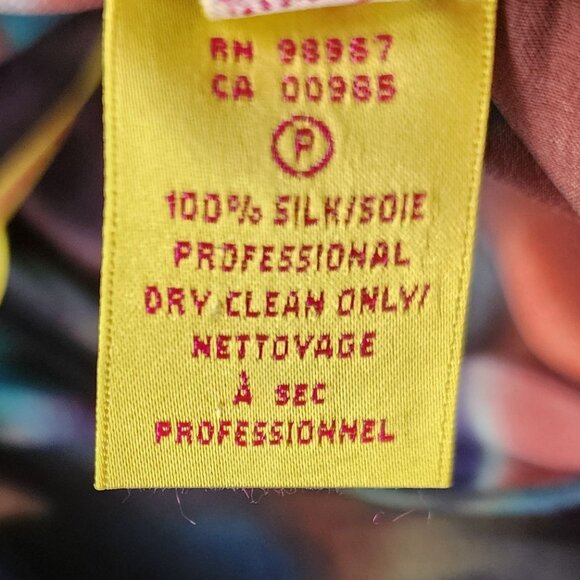 RN 98987
CA 00985
P
100% SILK/SOIE
PROFESSIONAL
DRY CLEAN ONLY/
NETTOYAGE
À SEC
PROFESSIONNEL